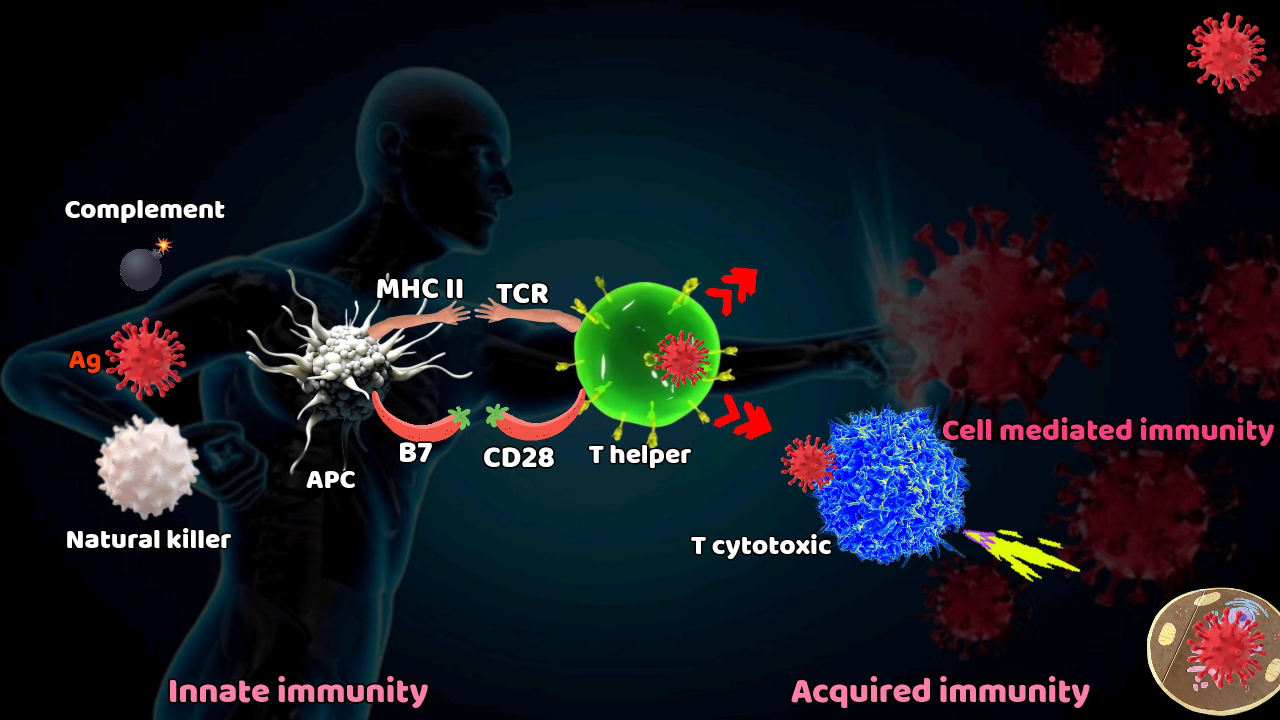 Complement
MHC II
TCR
Ag
Cell mediated immunity
B7
CD28
T helper
APC
Natural killer
T cytotoxic
Innate immunity
Acquired immunity